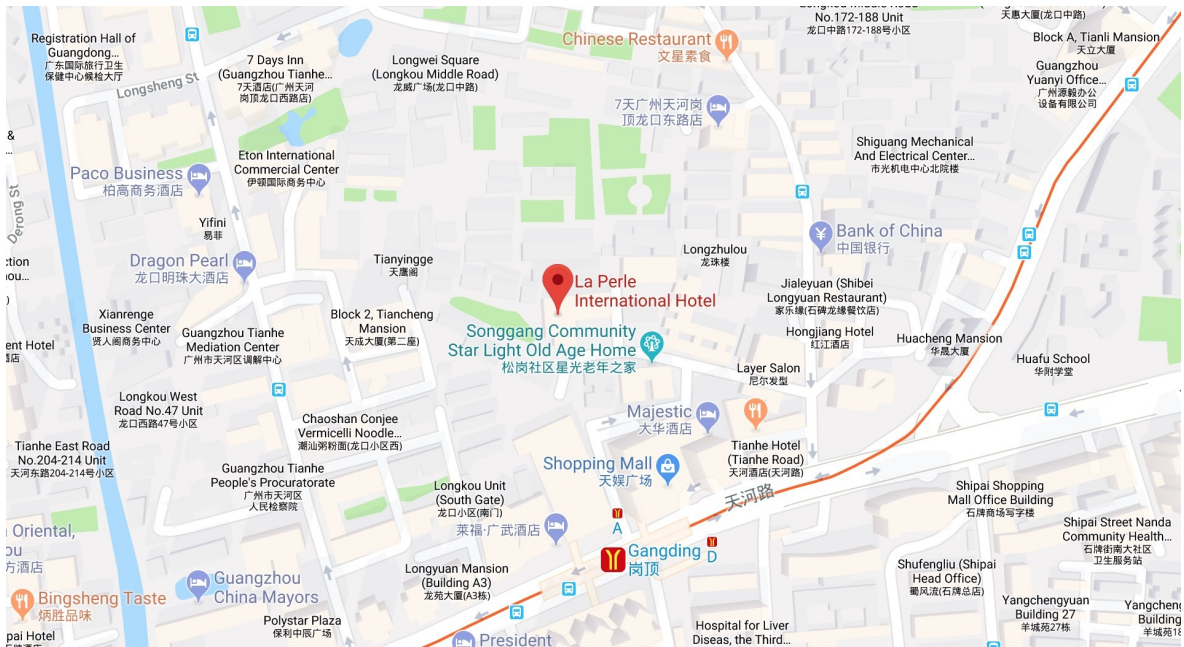 Registration Hall of
Guangdong...
广东国际旅行卫生
保健中心候检大厅
7 Days Inn
(Guangzhou Tianhe...
7天酒店(广州天河
岗顶龙口西路店)
Longwei Square
(Longkou Middle Road)
龙威广场(龙口中路)
Chinese Restaurant
文星素食
No.172-188 Unit
龙口中路172-188号小区
天惠大厦(龙口中路)
Block A, Tianli Mansion
天立大厦
Guangzhou
Yuanyi Office...
广州源毅办公
设备有限公司
Longsheng St
7天广州天河岗
顶龙口东路店
Shiguang Mechanical
And Electrical Center...
市光机电中心北院楼
&
...
Eton International
Commercial Center
伊顿国际商务中心
Paco Business
柏高商务酒店
Derong St
Yifini
易菲
Bank of China
中国银行
Longzhulou
龙珠楼
Dragon Pearl
龙口明珠大酒店
Tianyingge
天鹰阁
ction
ou...
)
La Perle
International Hotel
Jialeyuan (Shibei
Longyuan Restaurant)
家乐缘(石碑龙缘餐饮店)
Xianrenge
Business Center
贤人阁商务中心
Guangzhou Tianhe
Mediation Center
广州市天河区调解中心
Block 2, Tiancheng
Mansion
天成大厦(第二座)
Songgang Community
Star Light Old Age Home
松岗社区星光老年之家
Hongjiang Hotel
红江酒店
Huacheng Mansion
华晟大厦
ent Hotel
酒店
Huafu School
华附学堂
Layer Salon
尼尔发型
Longkou West
Road No.47 Unit
龙口西路47号小区
Chaoshan Conjee
Vermicelli Noodle...
潮汕粥粉面(龙口小区西)
Majestic
大华酒店
Tianhe East Road
No.204-214 Unit
天河东路204-214号小区
Tianhe Hotel
(Tianhe Road)
天河酒店(天河路)
Guangzhou Tianhe
People's Procuratorate
广州市天河区
人民检察院
Shopping Mall
天娱广场
Longkou Unit
(South Gate)
龙口小区(南门)
天河路
Shipai Shopping
Mall Office Building
石牌商场写字楼
莱福·广武酒店
A
Gangding
岗顶
D
Shipai Street Nanda
Community Health...
石牌街南大社区
卫生服务站
n Oriental,
ou
方酒店
Guangzhou
China Mayors
Longyuan Mansion
(Building A3)
龙苑大厦(A3栋)
Shufengliu (Shipai
Head Office)
蜀风流(石牌总店)
Bingsheng Taste
炳胜品味
Polystar Plaza
保利中辰广场
Yangchengyuan
Building 27
羊城苑27栋
Yangchenc
Building
羊城苑18
pai Hotel
President
Hospital for Liver
Diseas, the Third...